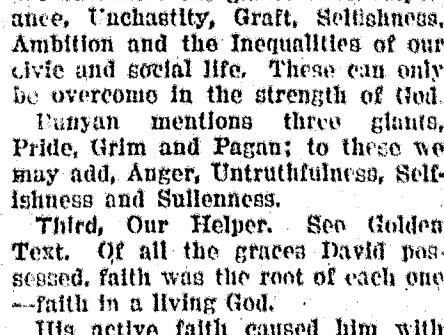 ance, Unchastity, Graft, Selfishness,
Ambition and the Inequalities of our
civic and social life. These can only
be overcome in the strength of God.
Bunyan mentions three giants,
Pride, Grim and Pagan; to these we
may add, Anger, Untruthfulness, Self-
ishness and Sullenness.
Third, Our Helper. See Golden
Text. Of all the graces David pos-
sessed, faith was the root of each one
—faith in a living God.
His active faith caused him with